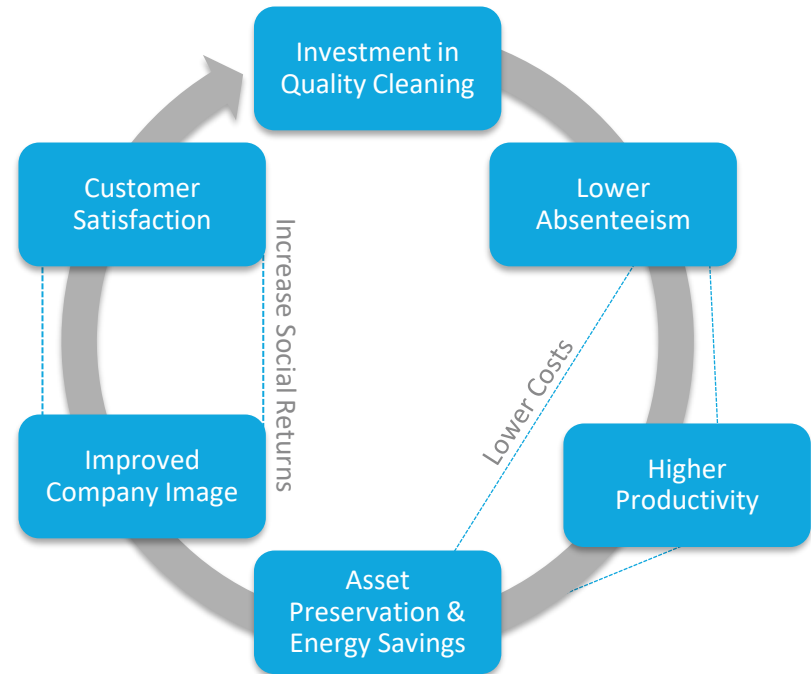 Investment in
Quality Cleaning
Lower
Absenteeism
Higher
Productivity
Lower Costs
Asset
Preservation &
Energy Savings
Improved
Company Image
Customer
Satisfaction
Increase Social Returns